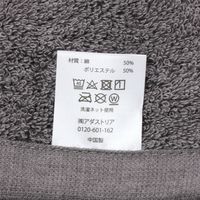 材質：綿 50%
ポリエステル 50%
洗濯ネット使用
㈱アダストリア
0120-601-162
中国製